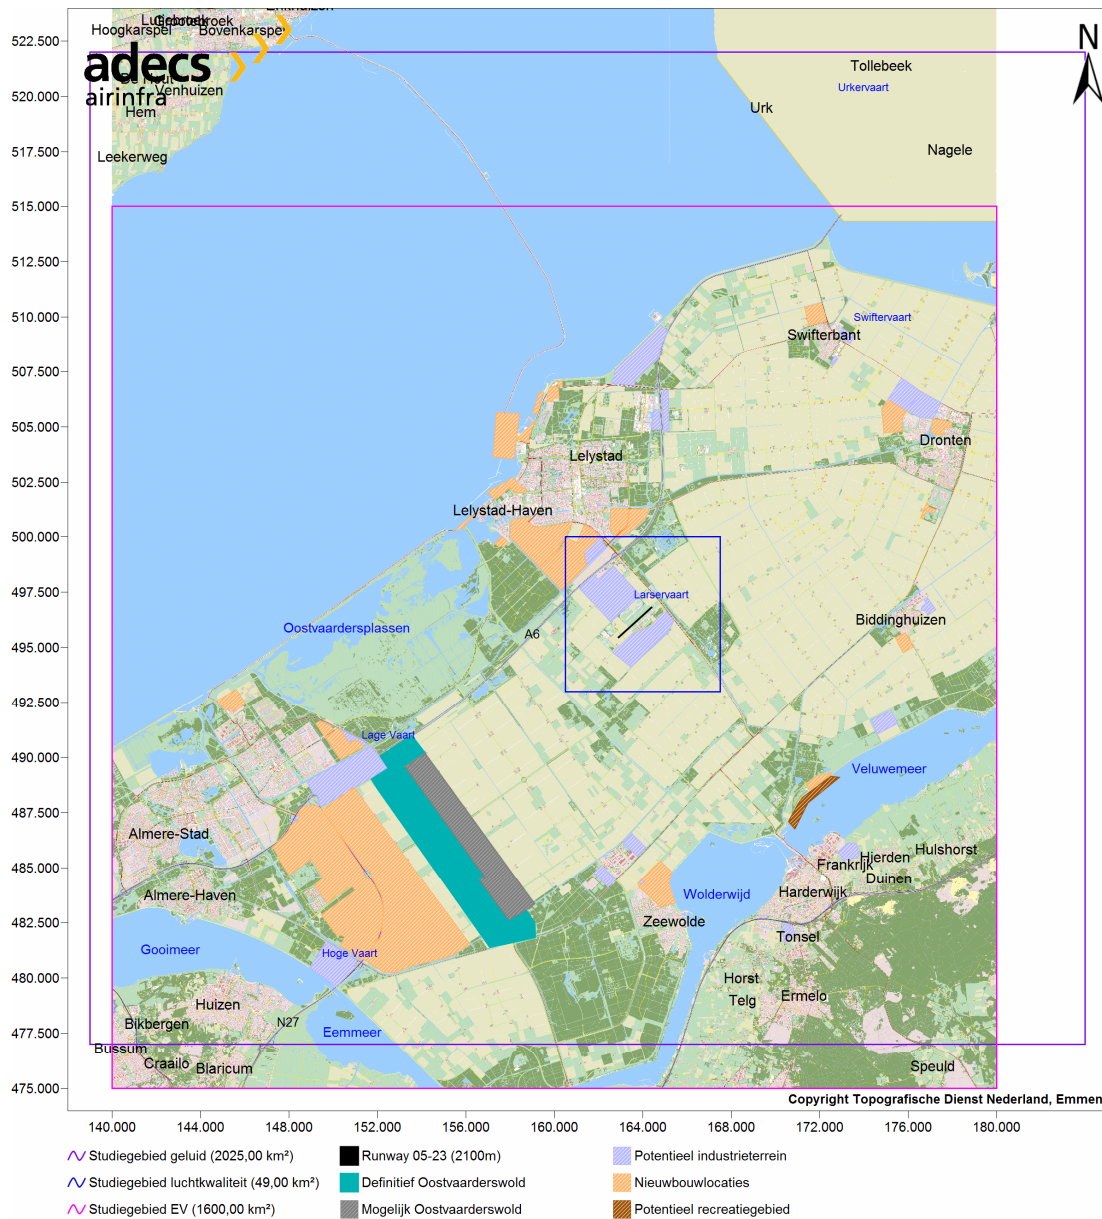 Enkhuizen
Lutjebroek
Grootebroek
Hoogkarspel
Bovenkarspel
522.500
N
adecs
airinfra
De Hout
Venhuizen
Hem
Leekerweg
520.000
517.500
Tollebeek
Urkervaart
Urk
Nagele
515.000
512.500
510.000
Swiftervaart
Swifterbant
507.500
505.000
Dronten
Lelystad
502.500
Lelystad-Haven
500.000
497.500
Larservaart
Biddinghuizen
Oostvaardersplassen
A6
495.000
492.500
Lage Vaart
490.000
Veluwemeer
487.500
Almere-Stad
485.000
Frankrijk
Hierden
Hulshorst
Duinen
Almere-Haven
Wolderwijd
Harderwijk
482.500
Zeewolde
Tonsel
Gooimeer
Hoge Vaart
480.000
Horst
Telg
Ermelo
Huizen
477.500
Bikbergen
N27
Eemmeer
Bussum
Craailo
Blaricum
Speuld
475.000
Copyright Topografische Dienst Nederland, Emmen
140.000 144.000 148.000 152.000 156.000 160.000 164.000 168.000 172.000 176.000 180.000
Studiegebied geluid (2025,00 km²)
Runway 05-23 (2100m)
Potentieel industrieterrein
Studiegebied luchtkwaliteit (49,00 km²)
Definitief Oostvaarderswold
Nieuwbouwlocaties
Studiegebied EV (1600,00 km²)
Mogelijk Oostvaarderswold
Potentieel recreatiegebied